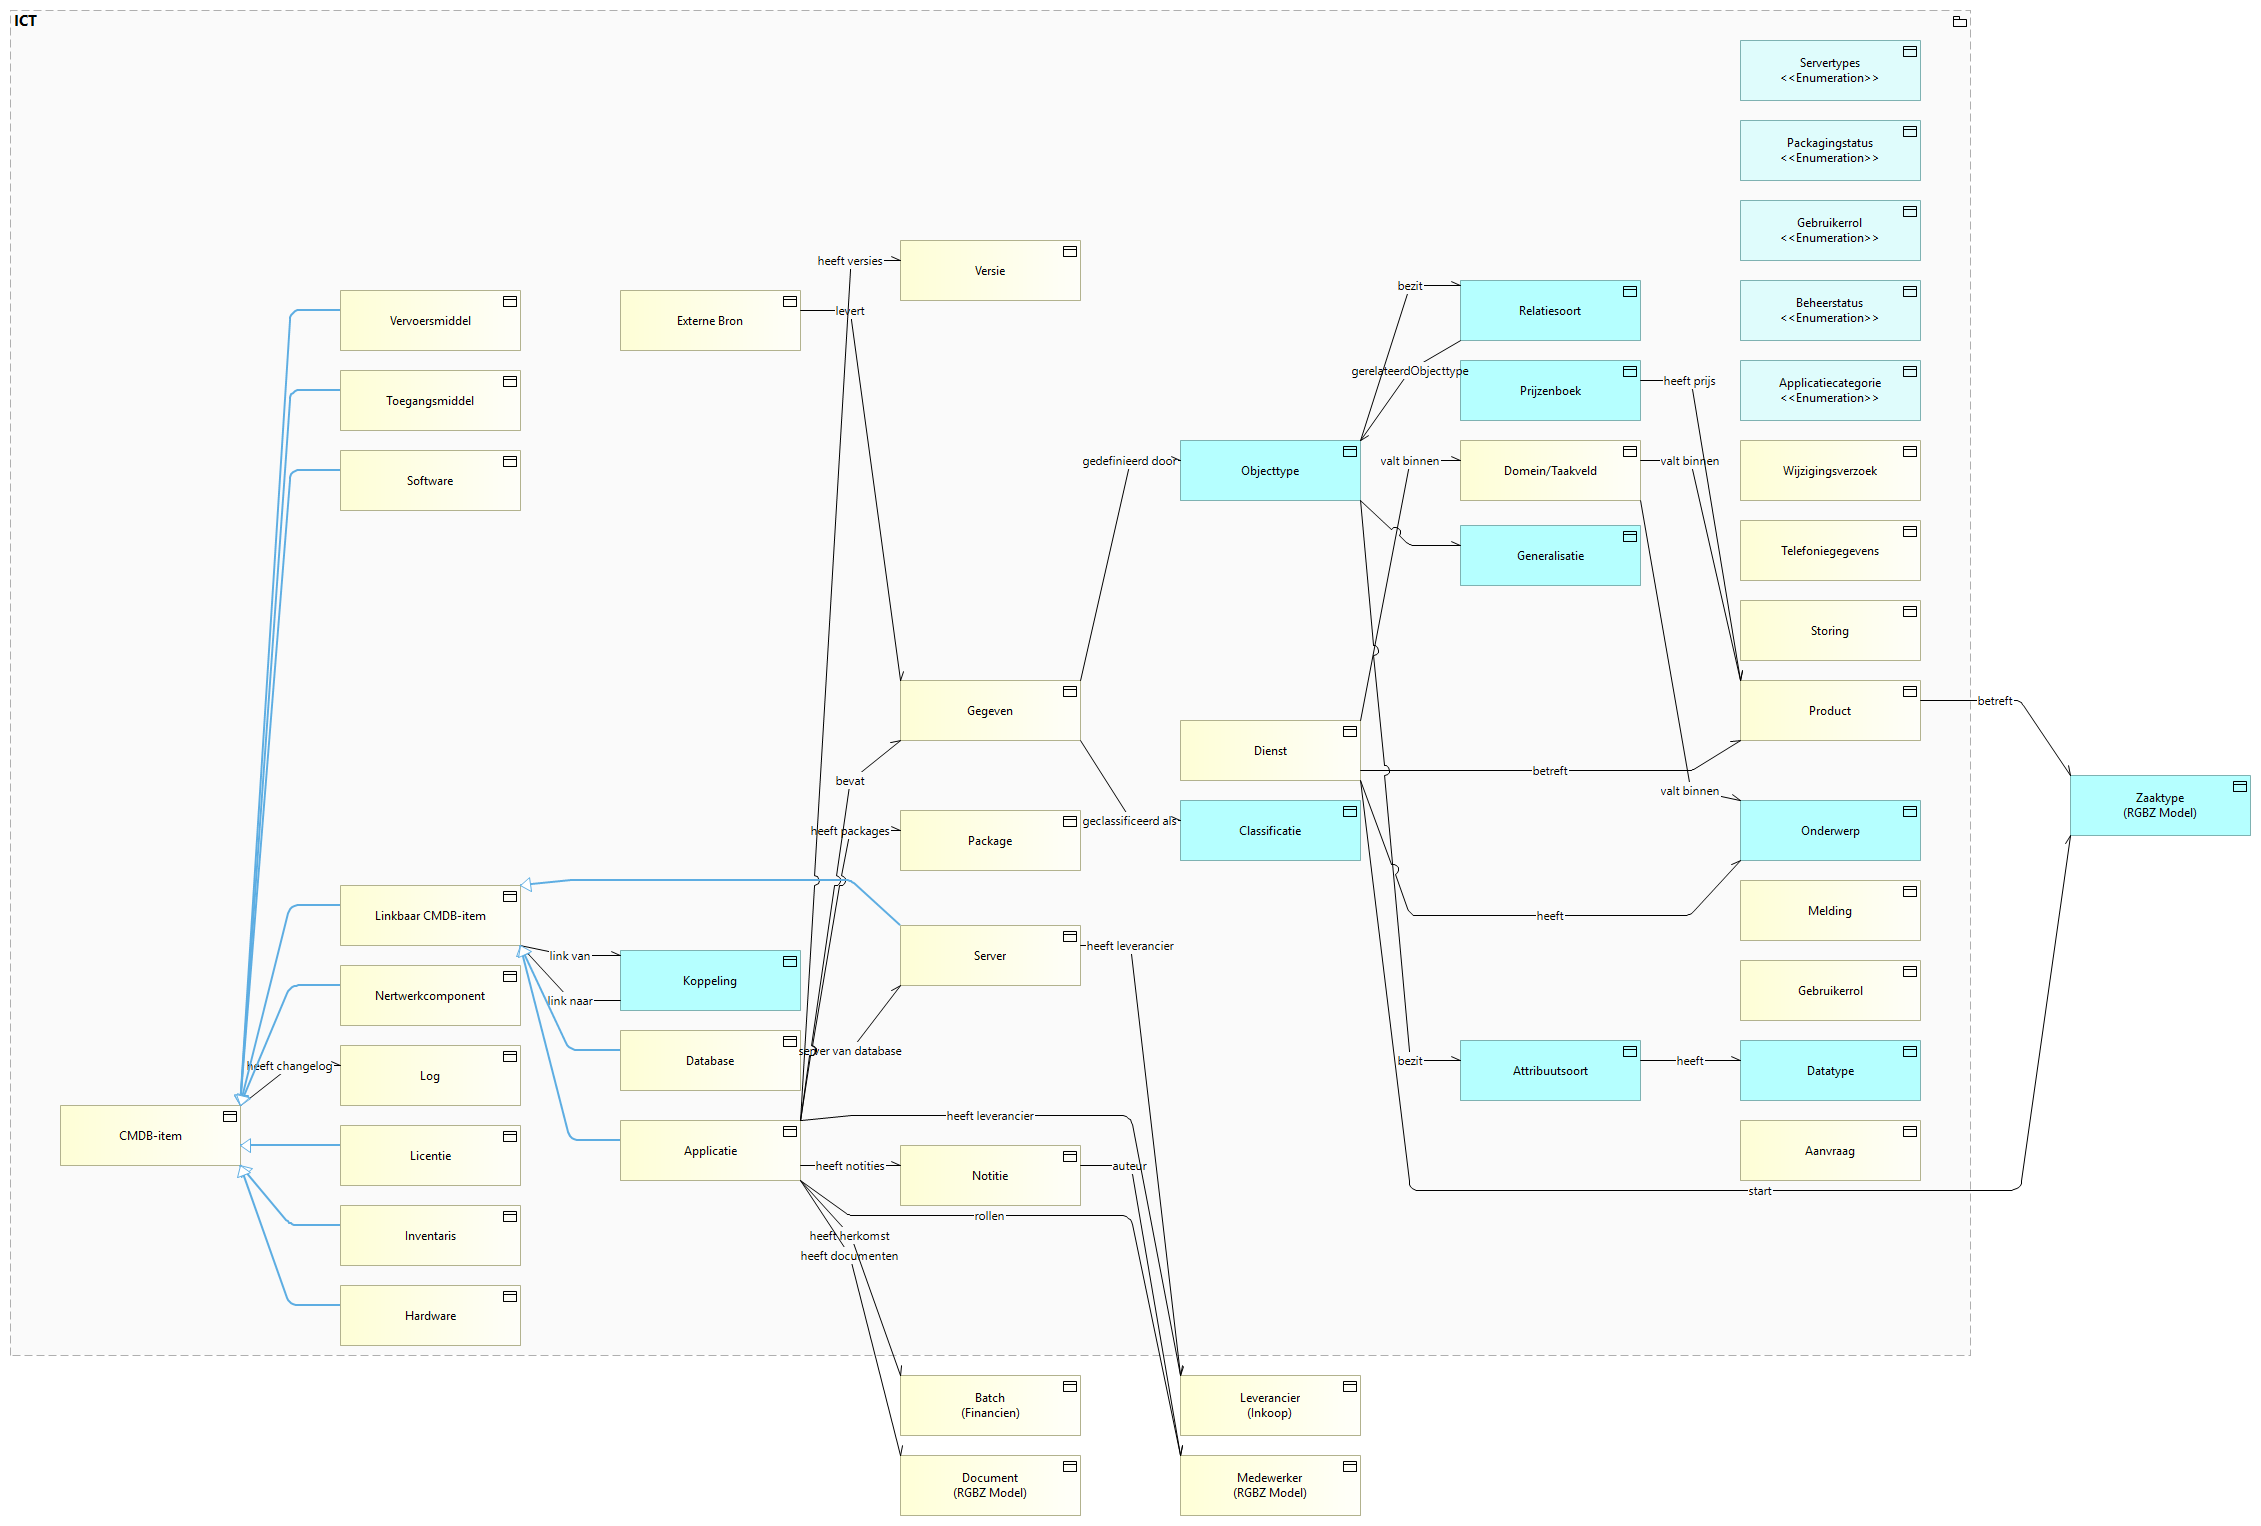 ICT
Servertypes
<<Enumeration>>
Packagingstatus
<<Enumeration>>
Gebruikerrol
<<Enumeration>>
heeft versies
Versie
bezit
Relatiesoort
Beheerstatus
<<Enumeration>>
Vervoersmiddel
Externe Bron
levert
gerelateerdObjecttype
Toegangsmiddel
Prijzenboek
heeft prijs
Applicatiecategorie
<<Enumeration>>
Software
gedefinieerd door
Objecttype
valt binnen
Domein/Taakveld
valt binnen
Wijzigingsverzoek
Generalisatie
Telefoniegegevens
Storing
Gegeven
Product
betreft
Dienst
betreft
bevat
valt binnen
Zaaktype
(RGBZ Model)
heeft packages
Package
geclassificeerd als
Classificatie
Onderwerp
Linkbaar CMDB-item
heeft
Melding
link van
Koppeling
Server
heeft leverancier
Nertwerkcomponent
link naar
Gebruikerrol
heeft changelog
Log
Database
server van database
bezit
Attribuutsoort
heeft
Datatype
CMDB-item
Licentie
Applicatie
heeft leverancier
Aanvraag
heeft notities
Notitie
auteur
start
Inventaris
rollen
heeft herkomst
heeft documenten
Hardware
Batch
(Financien)
Leverancier
(Inkoop)
Document
(RGBZ Model)
Medewerker
(RGBZ Model)